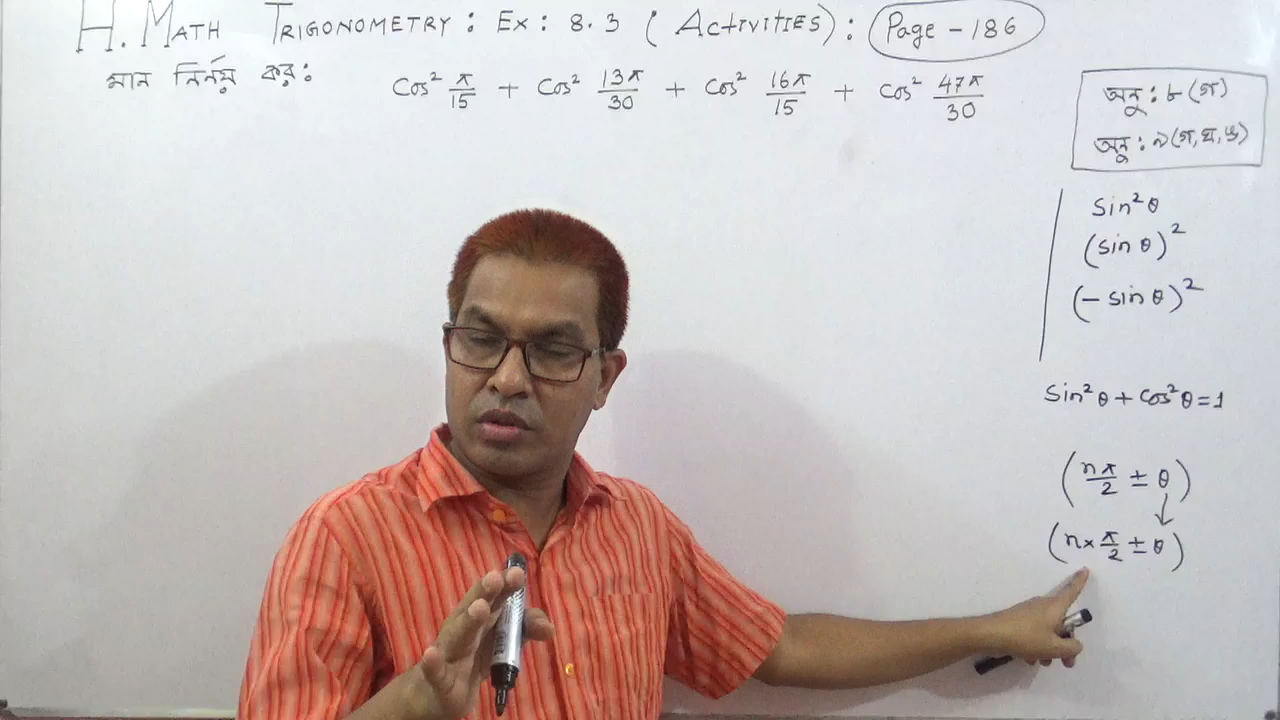 H. MATH TRIGONOMETRY : Ex : 8.3 ( Activities ) : Page - 186
মান নির্নয় কর : cos² π/15 + cos² 13π/30 + cos² 16π/15 + cos² 47π/30
অনু : ৮ (গ)
অনু : ৯ (গ, ঘ, ঙ)
sin²θ
(sin θ)²
(- sin θ)²
sin²θ + cos²θ = 1
(nπ/2 ± θ)
↓
(n× π/2 ± θ)